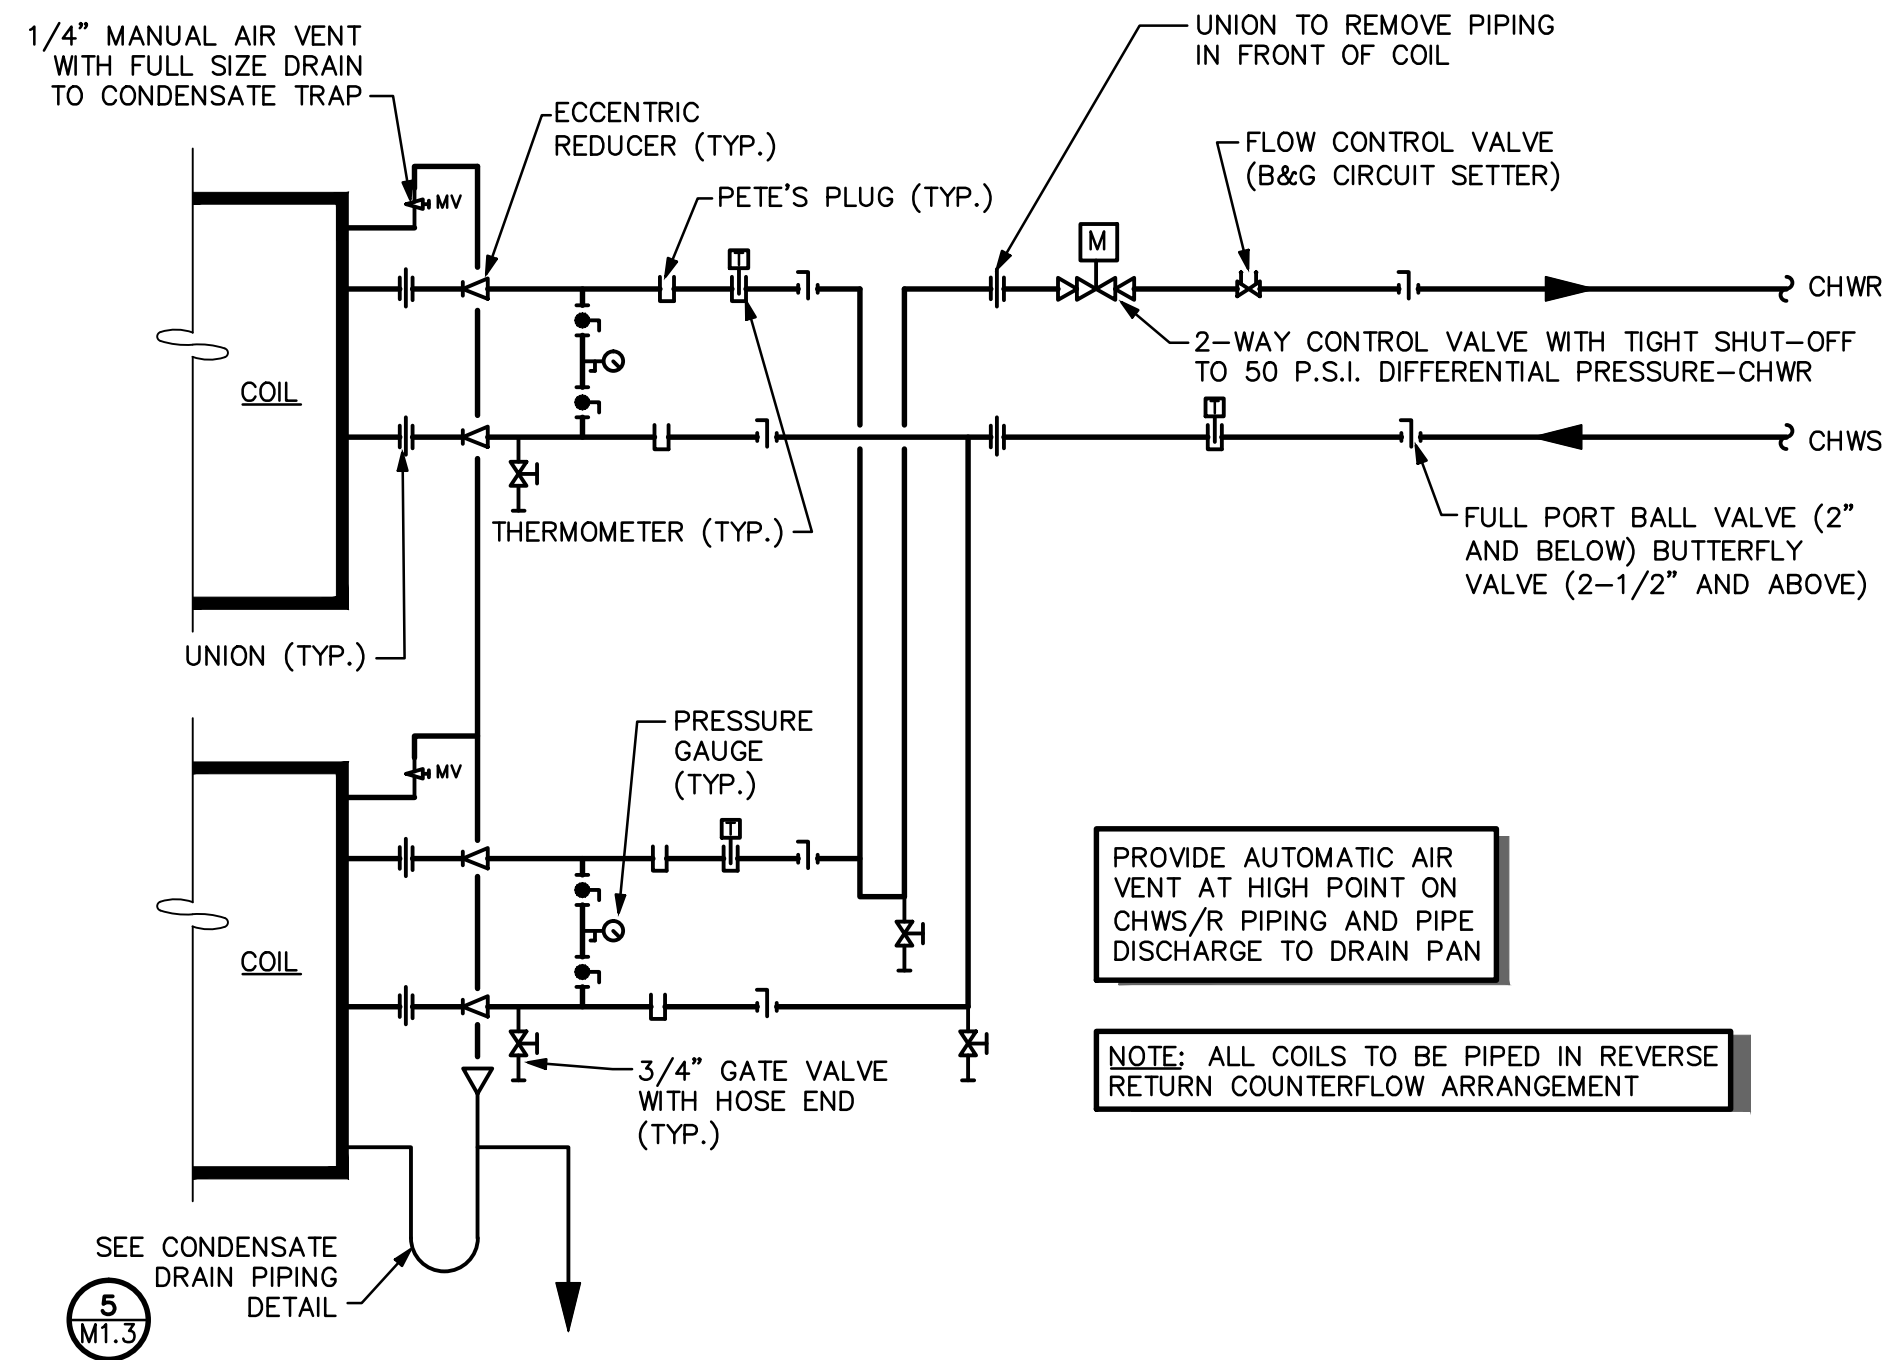 1/4” MANUAL AIR VENT
WITH FULL SIZE DRAIN
TO CONDENSATE TRAP
ECCENTRIC
REDUCER (TYP.)
PETE'S PLUG (TYP.)
UNION TO REMOVE PIPING
IN FRONT OF COIL
FLOW CONTROL VALVE
(B&G CIRCUIT SETTER)
MV
T
M
CHWR
2-WAY CONTROL VALVE WITH TIGHT SHUT-OFF
TO 50 P.S.I. DIFFERENTIAL PRESSURE-CHWR
COIL
T
CHWS
THERMOMETER (TYP.)
FULL PORT BALL VALVE (2”
AND BELOW) BUTTERFLY
VALVE (2-1/2” AND ABOVE)
UNION (TYP.)
PRESSURE
GAUGE
(TYP.)
MV
T
COIL
PROVIDE AUTOMATIC AIR
VENT AT HIGH POINT ON
CHWS/R PIPING AND PIPE
DISCHARGE TO DRAIN PAN
NOTE: ALL COILS TO BE PIPED IN REVERSE
RETURN COUNTERFLOW ARRANGEMENT
3/4” GATE VALVE
WITH HOSE END
(TYP.)
SEE CONDENSATE
DRAIN PIPING
DETAIL
5
M1.3